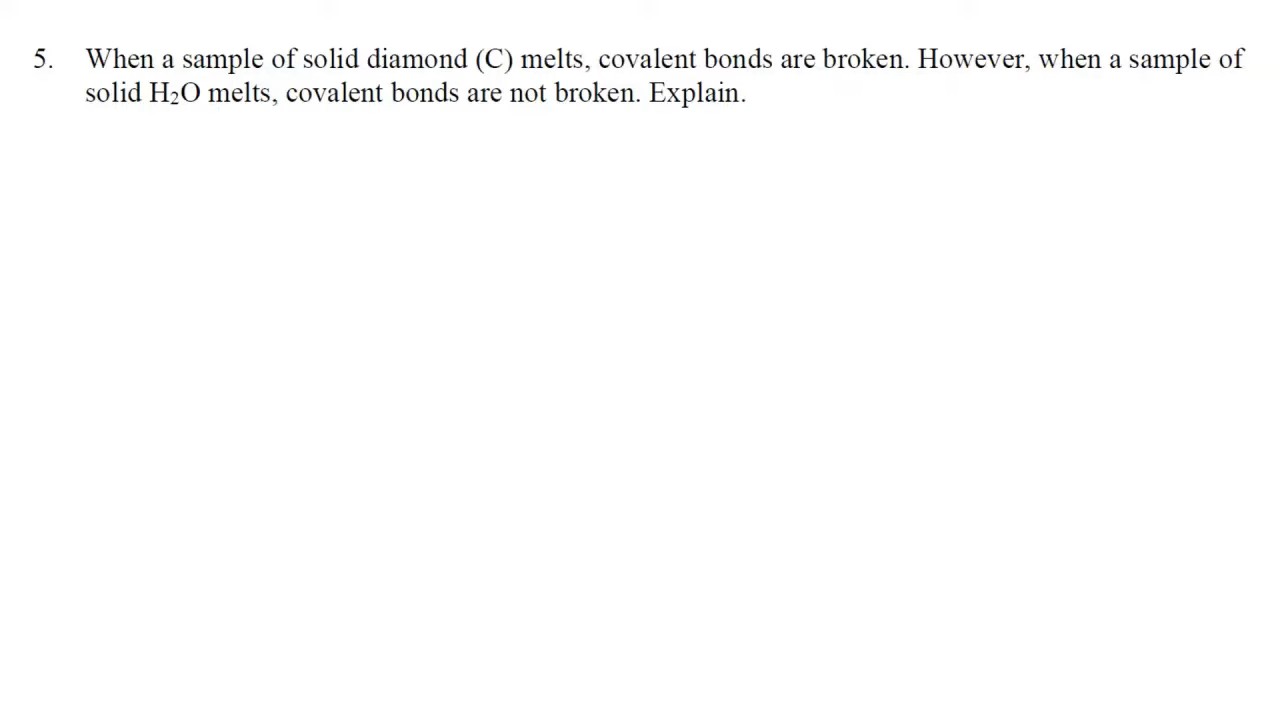 5. When a sample of solid diamond (C) melts, covalent bonds are broken. However, when a sample of
solid H₂O melts, covalent bonds are not broken. Explain.